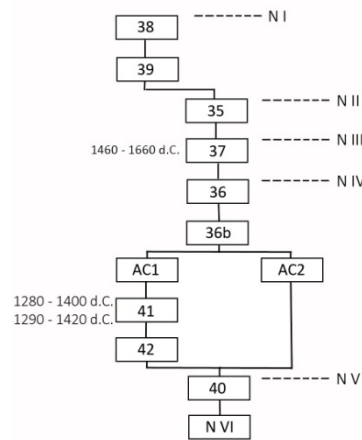 38
N I
39
35
N II
1460 - 1660 d.C.
37
N III
36
N IV
36b
AC1
AC2
1280 - 1400 d.C.
41
1290 - 1420 d.C.
42
40
N V
N VI